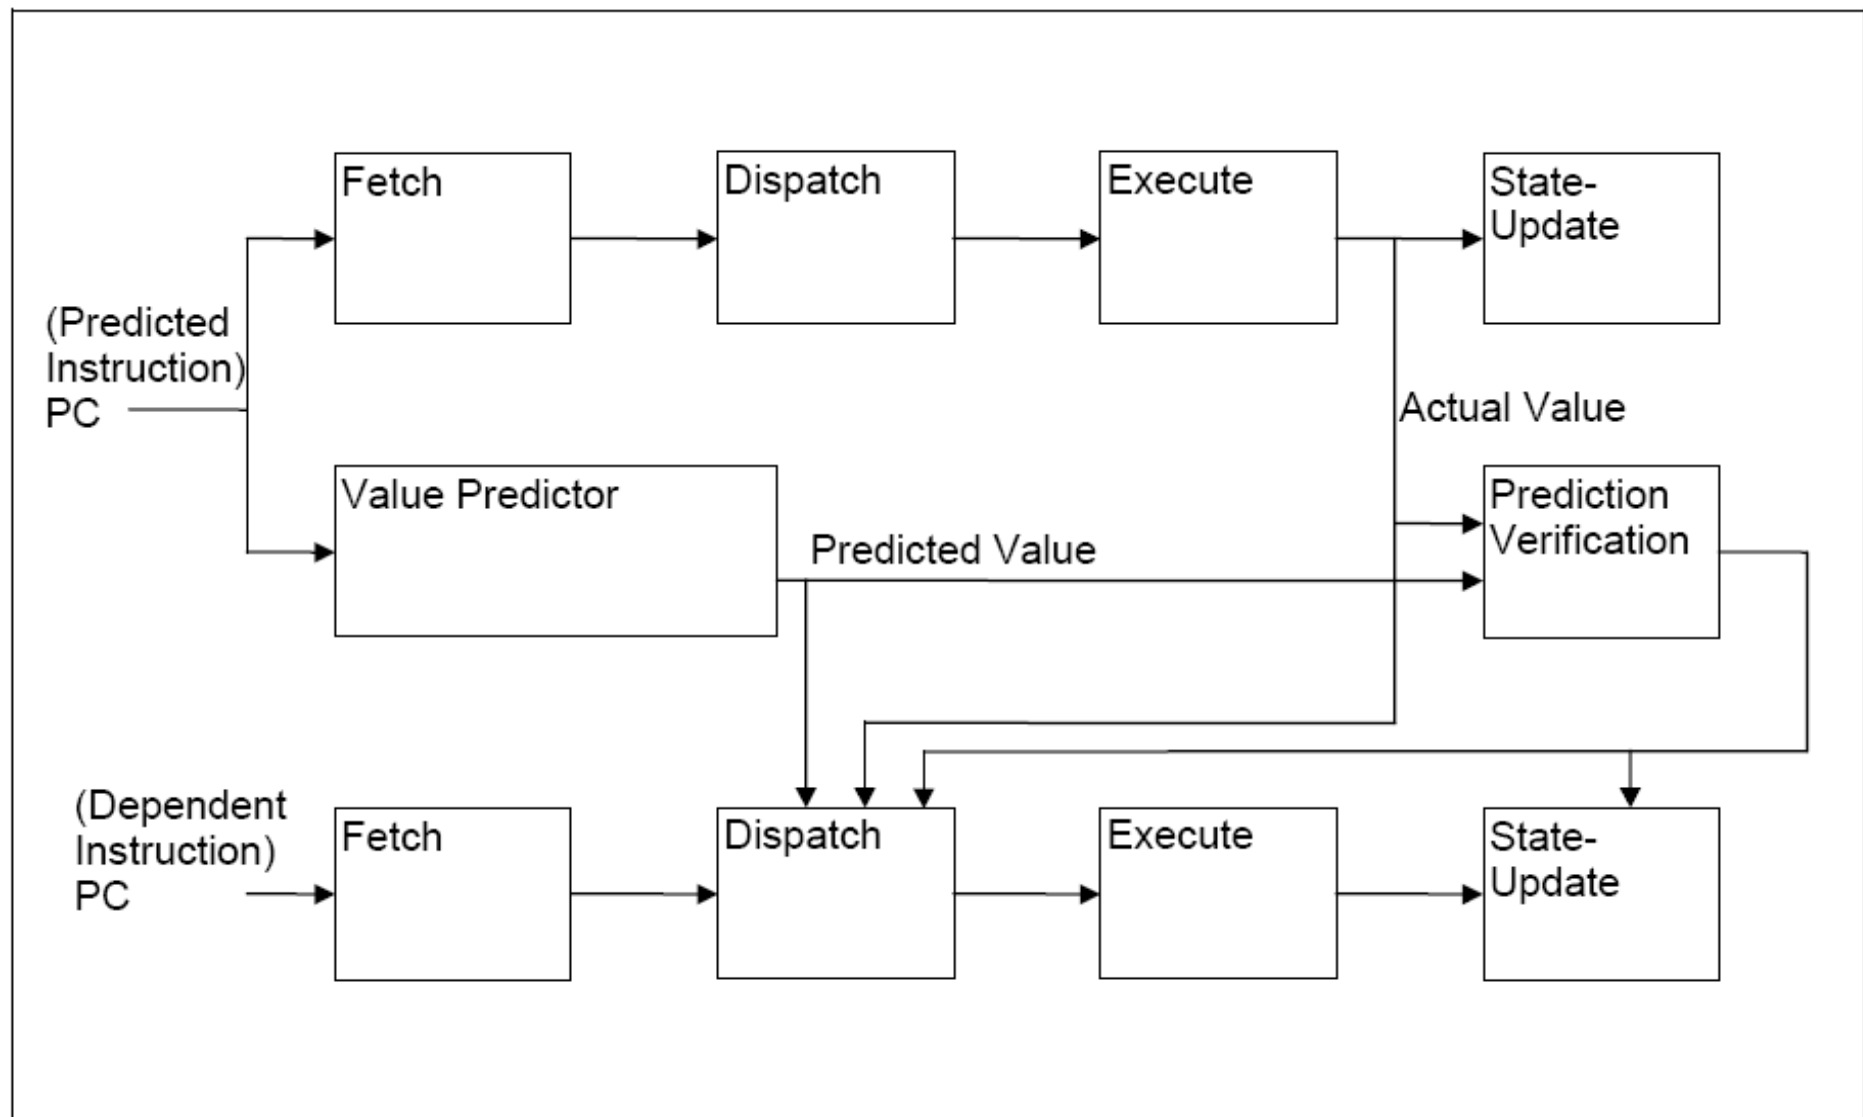 Fetch
Dispatch
Execute
State-
Update
(Predicted
Instruction)
PC
Actual Value
Value Predictor
Predicted Value
Prediction
Verification
(Dependent
Instruction)
PC
Fetch
Dispatch
Execute
State-
Update